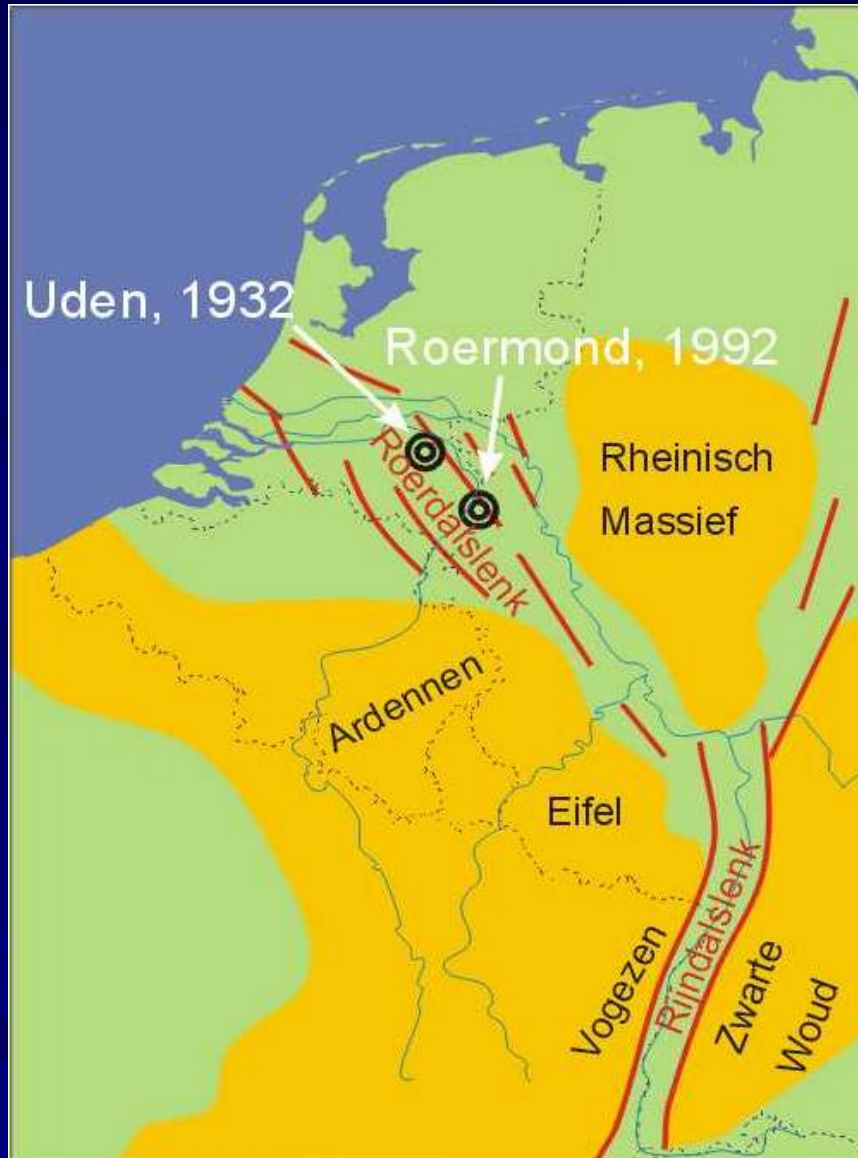 Uden, 1932
Roermond, 1992
Rheinisch
Massief
Roerdalslenk
Ardennen
Eifel
Vogezen
Rijndalslenk
Zwarte
Woud